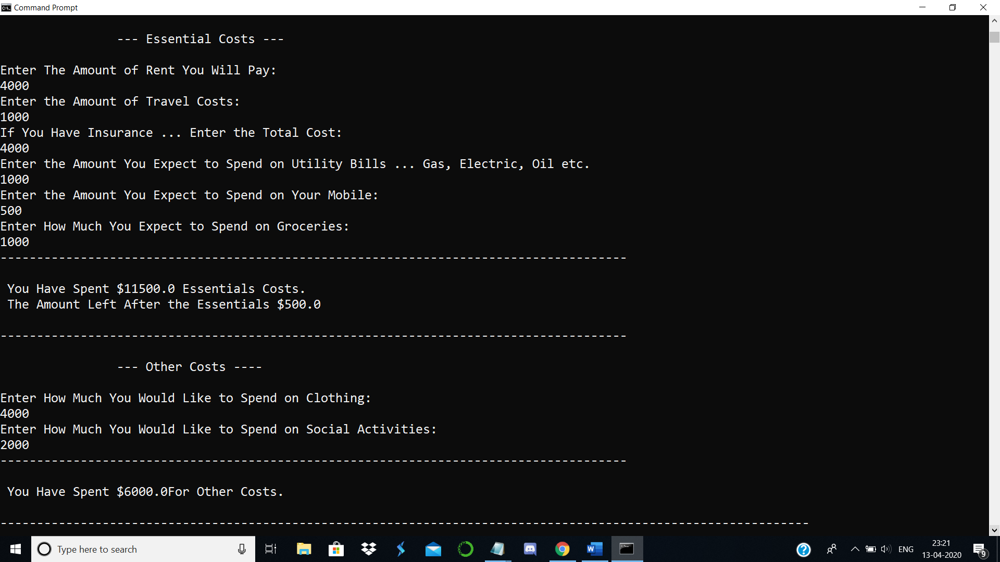 Command Prompt
--- Essential Costs ---
Enter The Amount of Rent You Will Pay:
4000
Enter the Amount of Travel Costs:
1000
If You Have Insurance ... Enter the Total Cost:
4000
Enter the Amount You Expect to Spend on Utility Bills ... Gas, Electric, Oil etc.
1000
Enter the Amount You Expect to Spend on Your Mobile:
500
Enter How Much You Expect to Spend on Groceries:
1000
--------------------------------------------------------------------------------------
You Have Spent $11500.0 Essentials Costs.
The Amount Left After the Essentials $500.0
--------------------------------------------------------------------------------------
--- Other Costs ----
Enter How Much You Would Like to Spend on Clothing:
4000
Enter How Much You Would Like to Spend on Social Activities:
2000
--------------------------------------------------------------------------------------
You Have Spent $6000.0For Other Costs.
---------------------------------------------------------------------------------------------------------------
Type here to search
ENG
23:21
13-04-2020
9